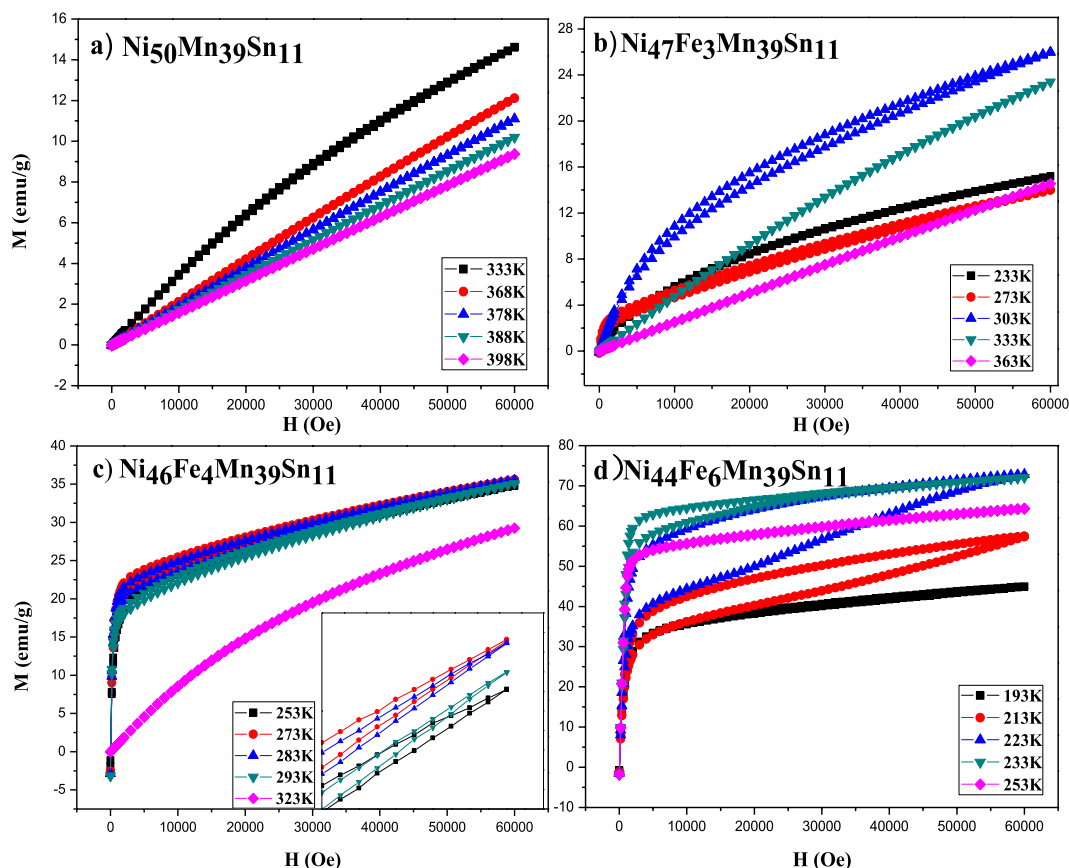 a) Ni50Mn39Sn11
16
14
12
10
8
6
4
2
0
-2
M (emu/g)
333K
368K
378K
388K
398K
0 10000 20000 30000 40000 50000 60000
H (Oe)
b) Ni47Fe3Mn39Sn11
28
24
20
16
12
8
4
0
233K
273K
303K
333K
363K
0 10000 20000 30000 40000 50000 60000
H (Oe)
c) Ni46Fe4Mn39Sn11
40
35
30
25
20
15
10
5
0
-5
M (emu/g)
253K
273K
283K
293K
323K
0 10000 20000 30000 40000 50000 60000
H (Oe)
d) Ni44Fe6Mn39Sn11
80
70
60
50
40
30
20
10
0
-10
193K
213K
223K
233K
253K
0 10000 20000 30000 40000 50000 60000
H (Oe)